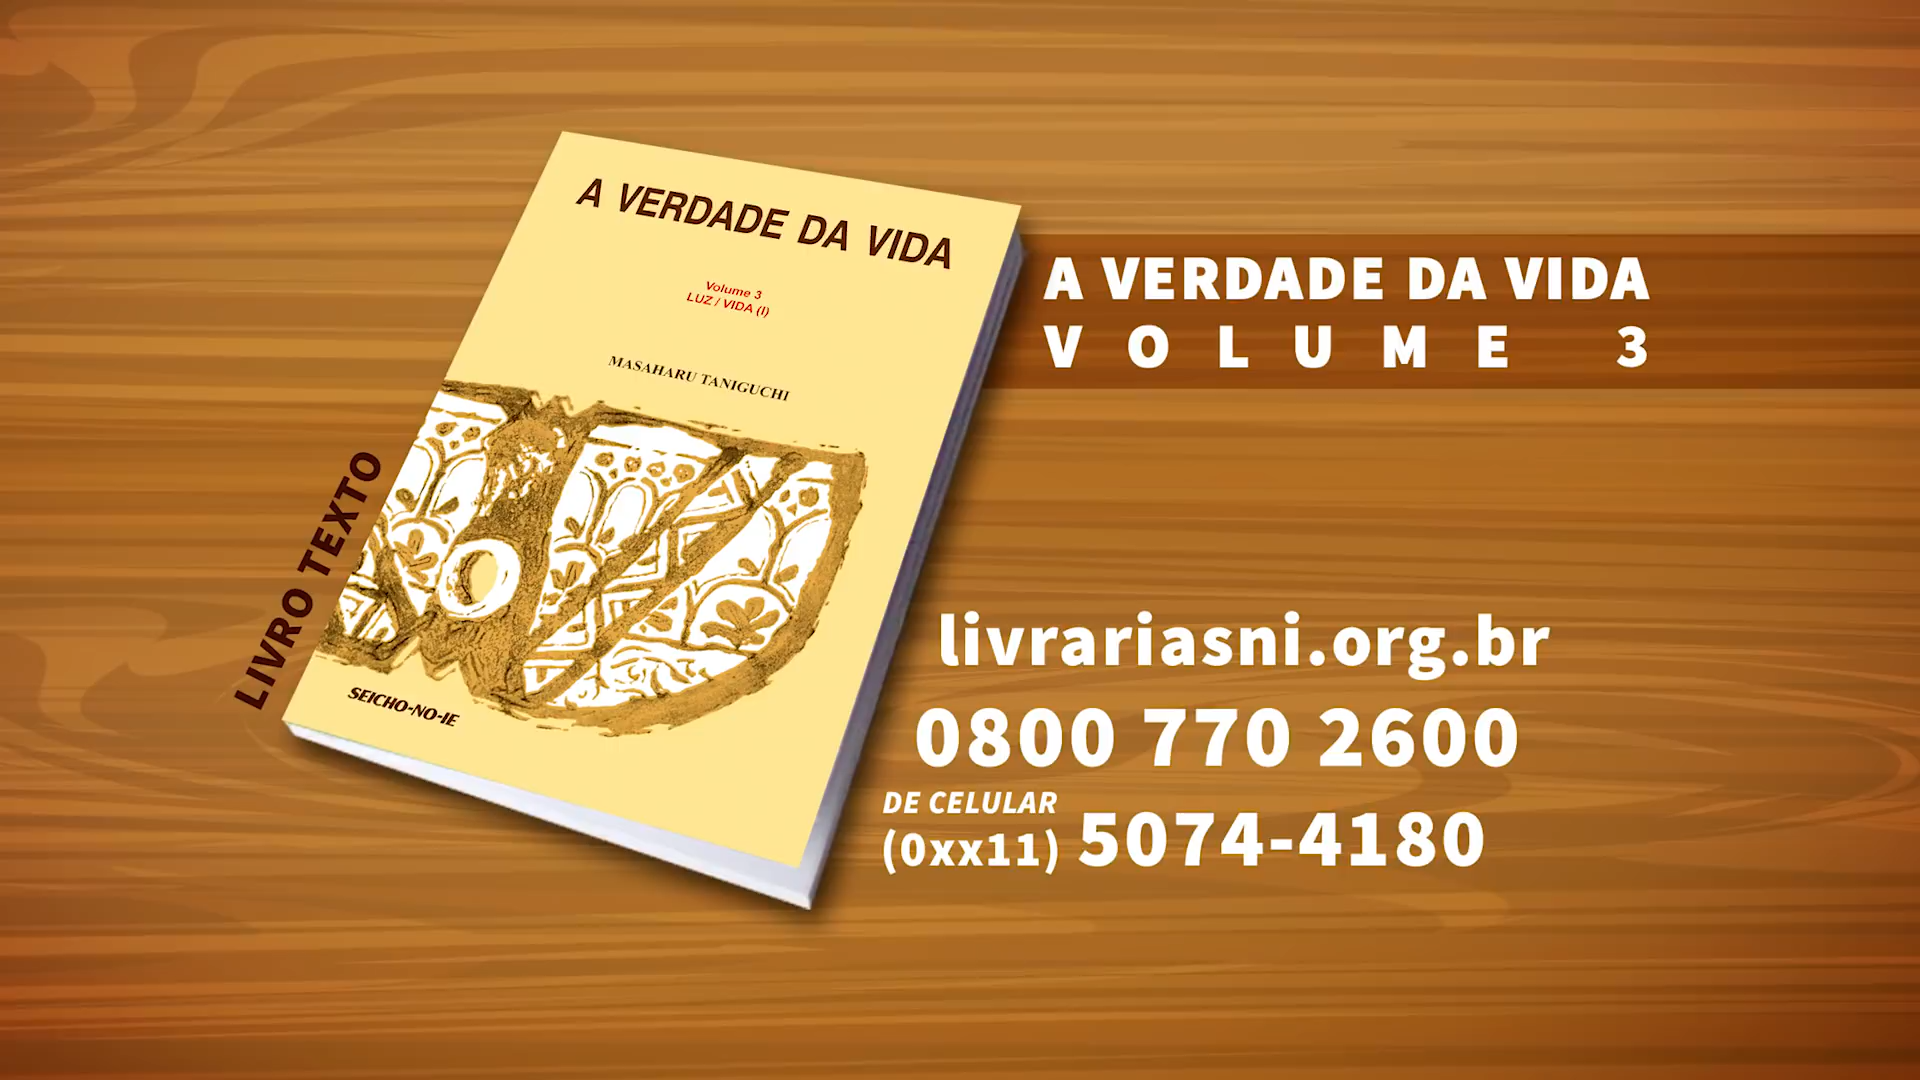 A VERDADE DA VIDA
Volume 3
LUZ / VIDA (I)
MASAHARU TANIGUCHI
SEICHO-NO-IE
LIVRO TEXTO
A VERDADE DA VIDA
VOLUME 3
livrariasni.org.br
0800 770 2600
DE CELULAR
(0xx11) 5074-4180